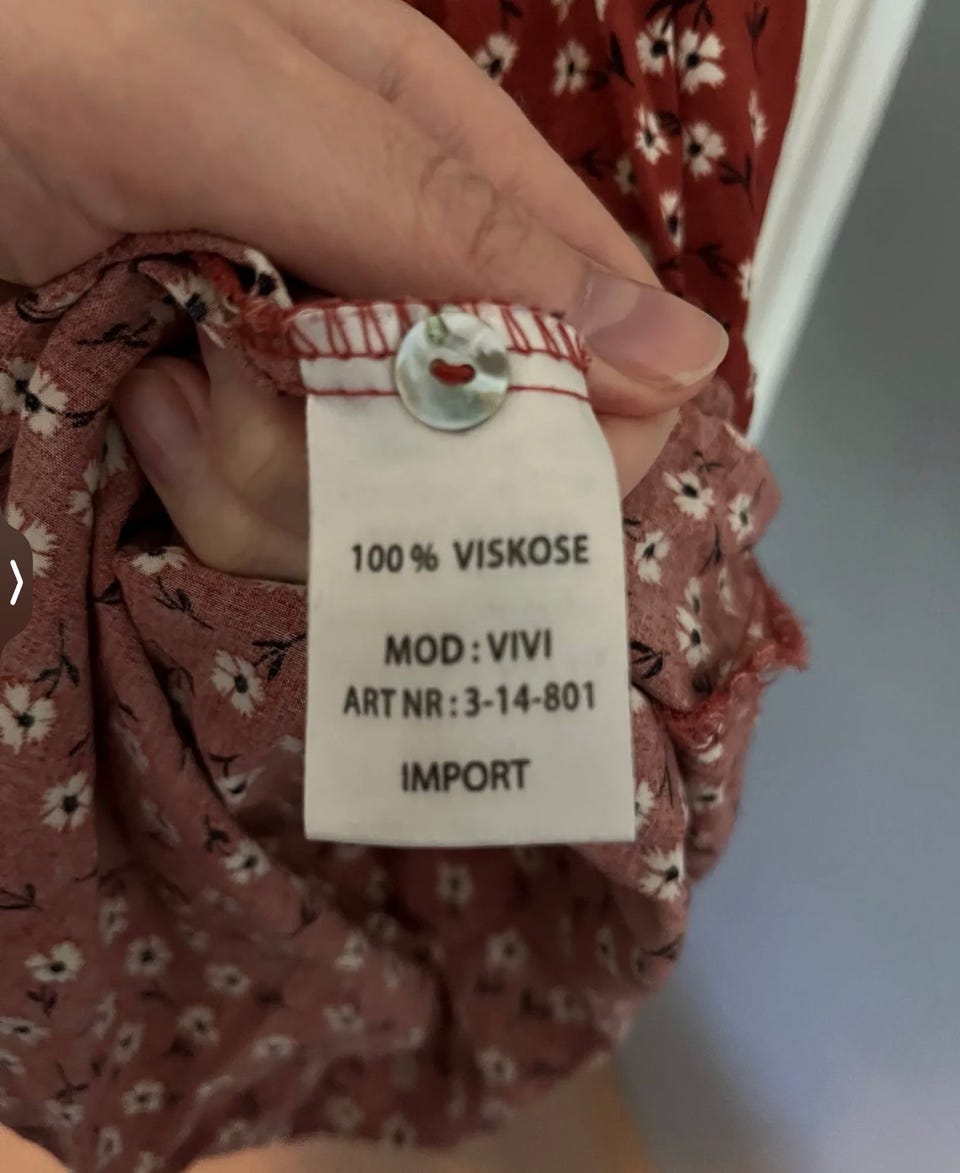 100% VISKOSE
MOD : VIVI
ART NR : 3-14-801
IMPORT